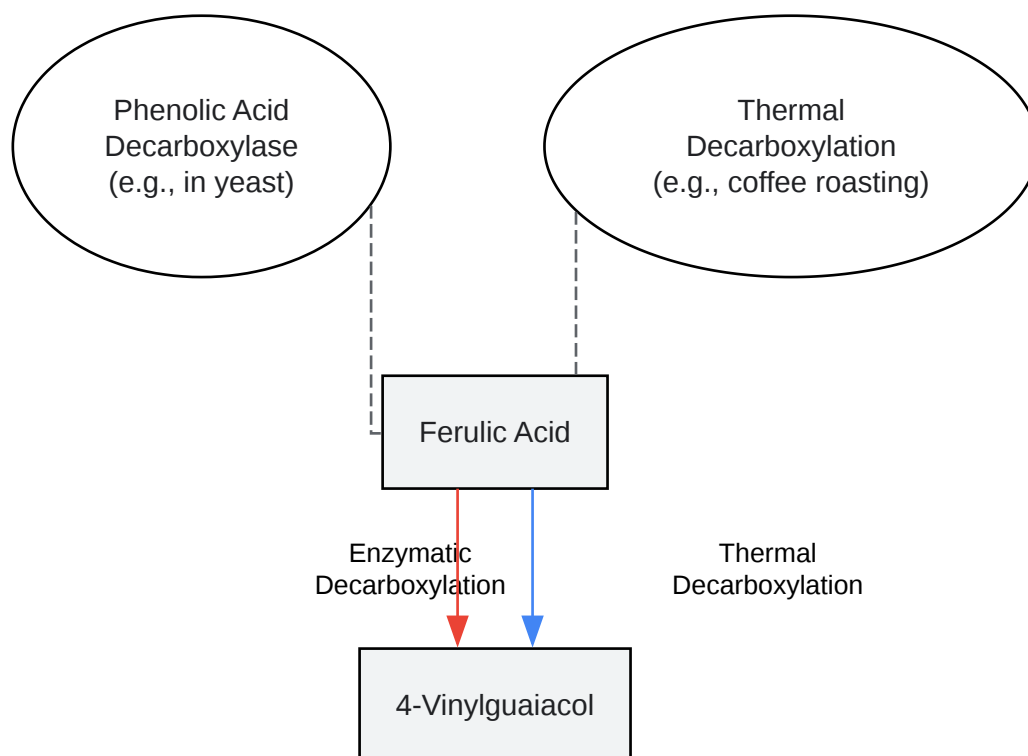 Phenolic Acid
Decarboxylase
(e.g., in yeast)
Thermal
Decarboxylation
(e.g., coffee roasting)
Ferulic Acid
Enzymatic
Decarboxylation
Thermal
Decarboxylation
4-Vinylguaiacol